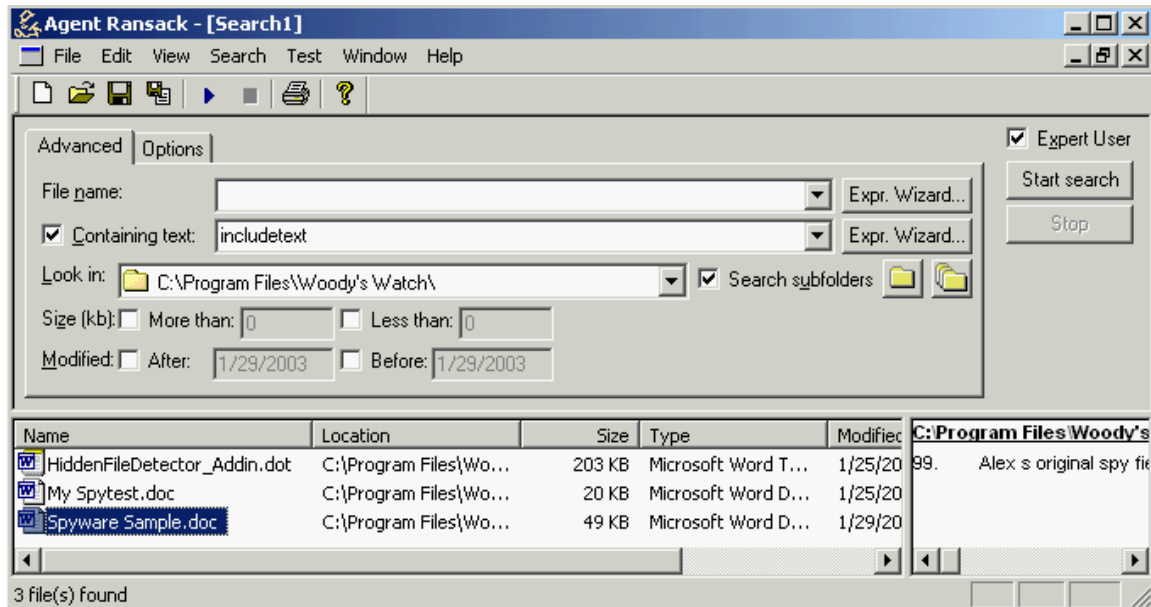 Agent Ransack - [Search1]
File Edit View Search Test Window Help
Advanced Options
Expert User
File name: Expr. Wizard... Start search
Containing text: includetext Expr. Wizard... Stop
Look in: C:\Program Files\Woody's Watch\ Search subfolders
Size (kb): More than: 0 Less than: 0
Modified: After: 1/29/2003 Before: 1/29/2003
Name Location Size Type Modified C:\Program Files\Woody's
HiddenFileDetector_Addin.dot C:\Program Files\Wo... 203 KB Microsoft Word T... 1/25/20 99. Alex s original spy fie
My Spytest.doc C:\Program Files\Wo... 20 KB Microsoft Word D... 1/25/20
Spyware Sample.doc C:\Program Files\Wo... 49 KB Microsoft Word D... 1/29/20
3 file(s) found